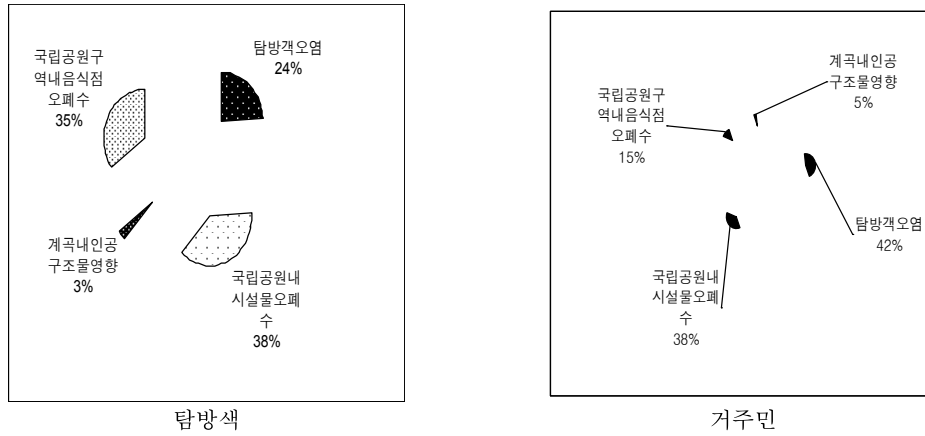 국립공원구
역내음식점
오폐수
35%
탐방객오염
24%
계곡내인공
구조물영향
3%
국립공원내
시설물오폐
수
38%
탐방색
계곡내인공
구조물영향
5%
국립공원구
역내음식점
오폐수
15%
탐방객오염
42%
국립공원내
시설물오폐
수
38%
거주민